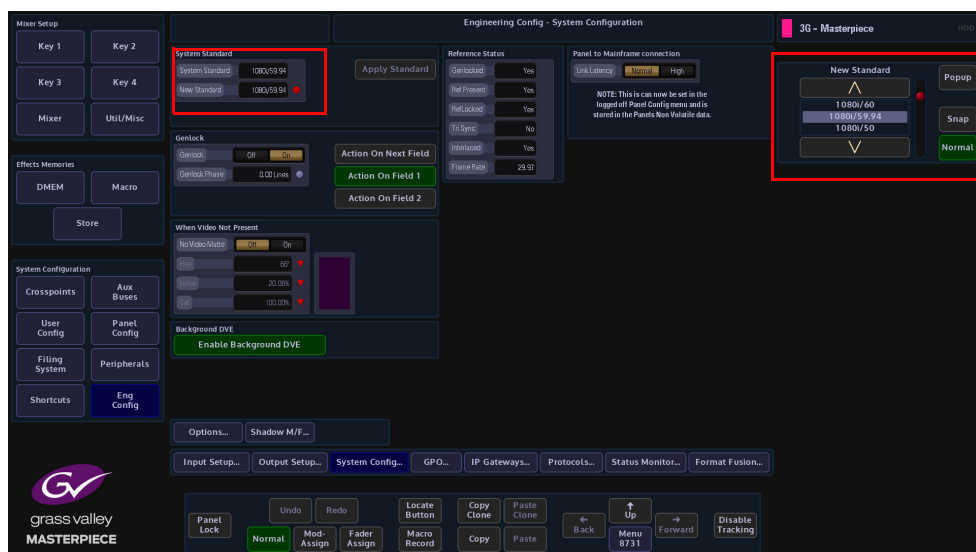 Mixer Setup
Engineering Config - System Configuration
3G - Masterpiece
HDD
Key 1
Key 2
Key 3
Key 4
Mixer
Util/Misc
Effects Memories
DMEM
Macro
Store
System Configuration
Crosspoints
Aux Buses
User Config
Panel Config
Filing System
Peripherals
Shortcuts
Eng Config
System Standard
System Standard 1080i/59.94
Apply Standard
New Standard 1080i/59.94
Genlock
Genlock Off On
Action On Next Field
Genlock Phase 0.00 Lines
Action On Field 1
Action On Field 2
When Video Not Present
No Video Matte Off On
Hue 66°
Luma 20.06%
Sat 100.00%
Background DVE
Enable Background DVE
Reference Status
Genlocked Yes
Ref Present Yes
RefLocked Yes
Tri Sync No
Interlaced Yes
Frame Rate 29.97
Panel to Mainframe connection
Link Latency Normal High
NOTE: This is can now be set in the
logged off Panel Config menu and is
stored in the Panels Non Volatile data.
New Standard
1080i/60
1080i/59.94
1080i/50
Popup
Snap
Normal
Options...
Shadow M/F...
Input Setup...
Output Setup...
System Config...
GPO...
IP Gateways...
Protocols...
Status Monitor...
Format Fusion...
GV
grass valley
MASTERPIECE
Panel Lock
Undo
Redo
Normal
Mod-Assign
Fader Assign
Locate Button
Macro Record
Copy Clone
Paste Clone
Copy
Paste
Back
Up
Menu 8731
Forward
Disable Tracking